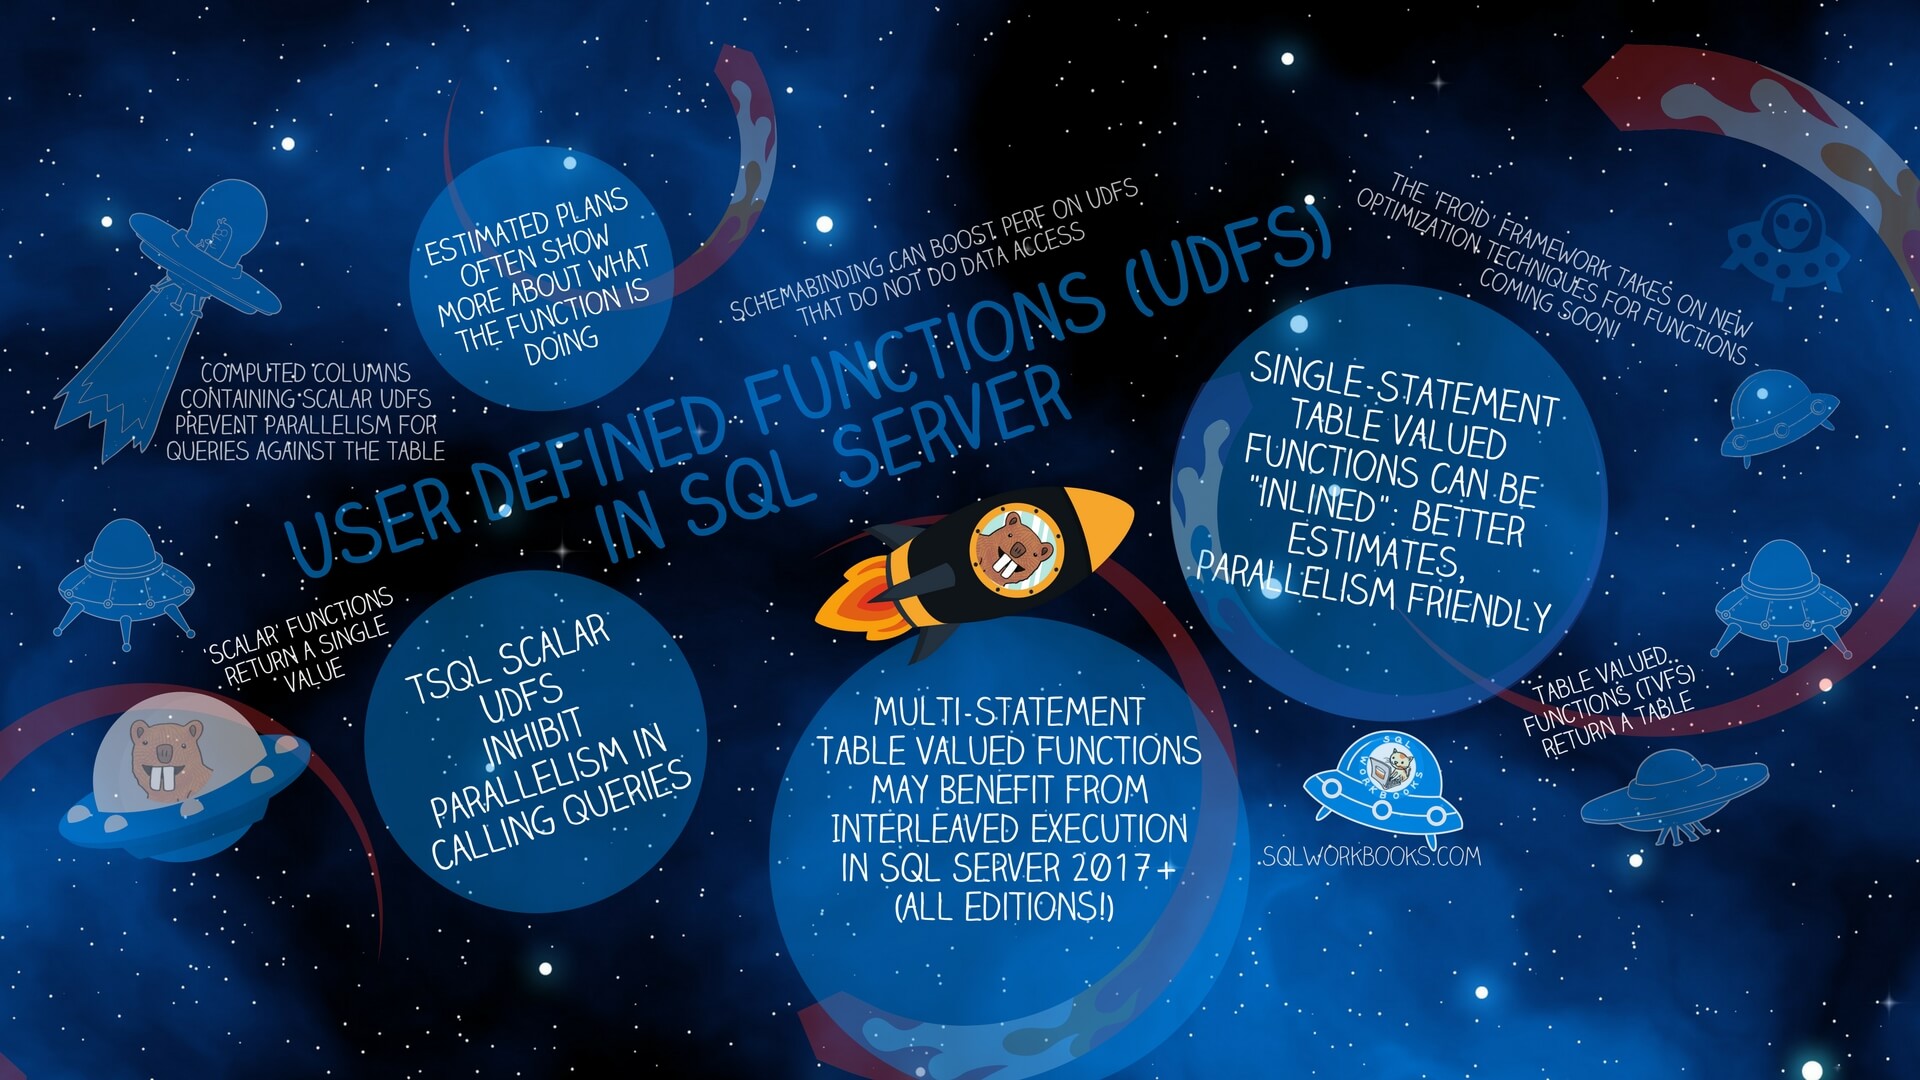 USER DEFINED FUNCTIONS (UDFS)
IN SQL SERVER
ESTIMATED PLANS
OFTEN SHOW
MORE ABOUT WHAT
THE FUNCTION IS
DOING
SCHEMABINDING CAN BOOST PERF ON UDFS
THAT DO NOT DO DATA ACCESS
THE 'FROID' FRAMEWORK TAKES ON NEW
OPTIMIZATION TECHNIQUES FOR FUNCTIONS -
COMING SOON!
COMPUTED COLUMNS
CONTAINING SCALAR UDFS
PREVENT PARALLELISM FOR
QUERIES AGAINST THE TABLE
SINGLE-STATEMENT
TABLE VALUED
FUNCTIONS CAN BE
"INLINED": BETTER
ESTIMATES,
PARALLELISM FRIENDLY
'SCALAR' FUNCTIONS
RETURN A SINGLE
VALUE
TSQL SCALAR
UDFS
INHIBIT
PARALLELISM IN
CALLING QUERIES
MULTI-STATEMENT
TABLE VALUED FUNCTIONS
MAY BENEFIT FROM
INTERLEAVED EXECUTION
IN SQL SERVER 2017+
(ALL EDITIONS!)
TABLE VALUED
FUNCTIONS (TVFS)
RETURN A TABLE
SQL
WORKBOOKS
SQLWORKBOOKS.COM